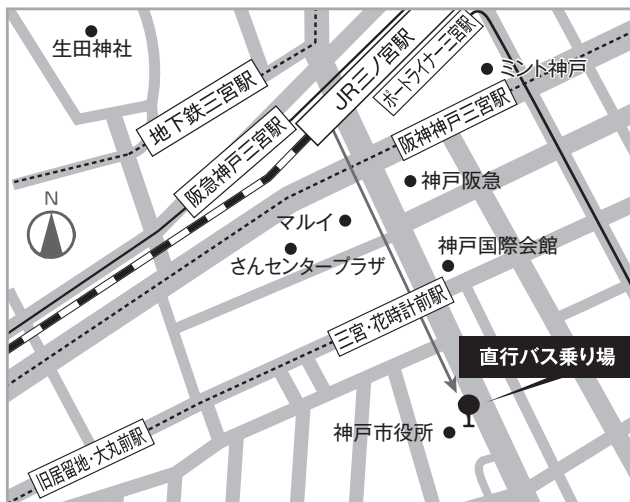 生田神社
地下鉄三宮駅
JR三ノ宮駅
ポートライナー三宮駅
ミント神戸
阪急神戸三宮駅
阪神神戸三宮駅
神戸阪急
N
マルイ
さんセンタープラザ
神戸国際会館
三宮・花時計前駅
直行バス乗り場
神戸市役所
旧居留地・大丸前駅